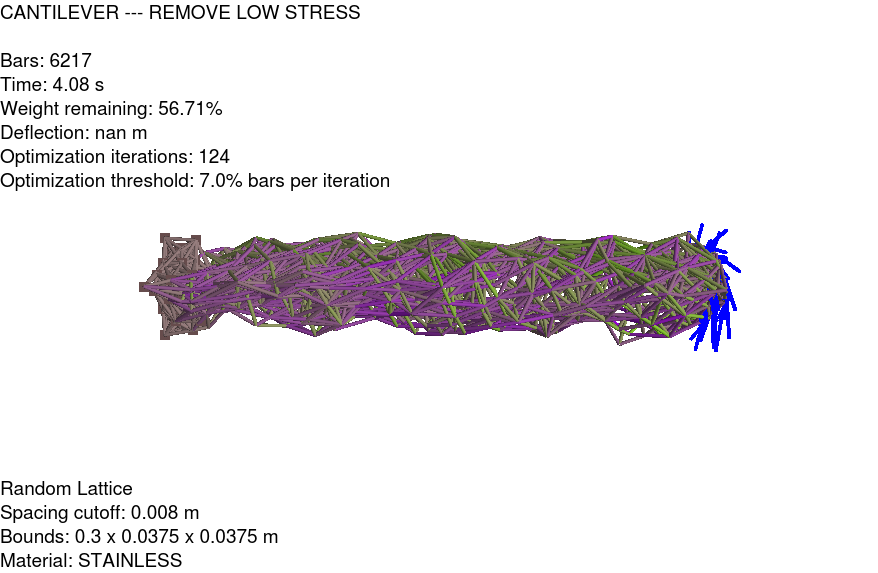 CANTILEVER --- REMOVE LOW STRESS
Bars: 6217
Time: 4.08 s
Weight remaining: 56.71%
Deflection: nan m
Optimization iterations: 124
Optimization threshold: 7.0% bars per iteration
Random Lattice
Spacing cutoff: 0.008 m
Bounds: 0.3 x 0.0375 x 0.0375 m
Material: STAINLESS